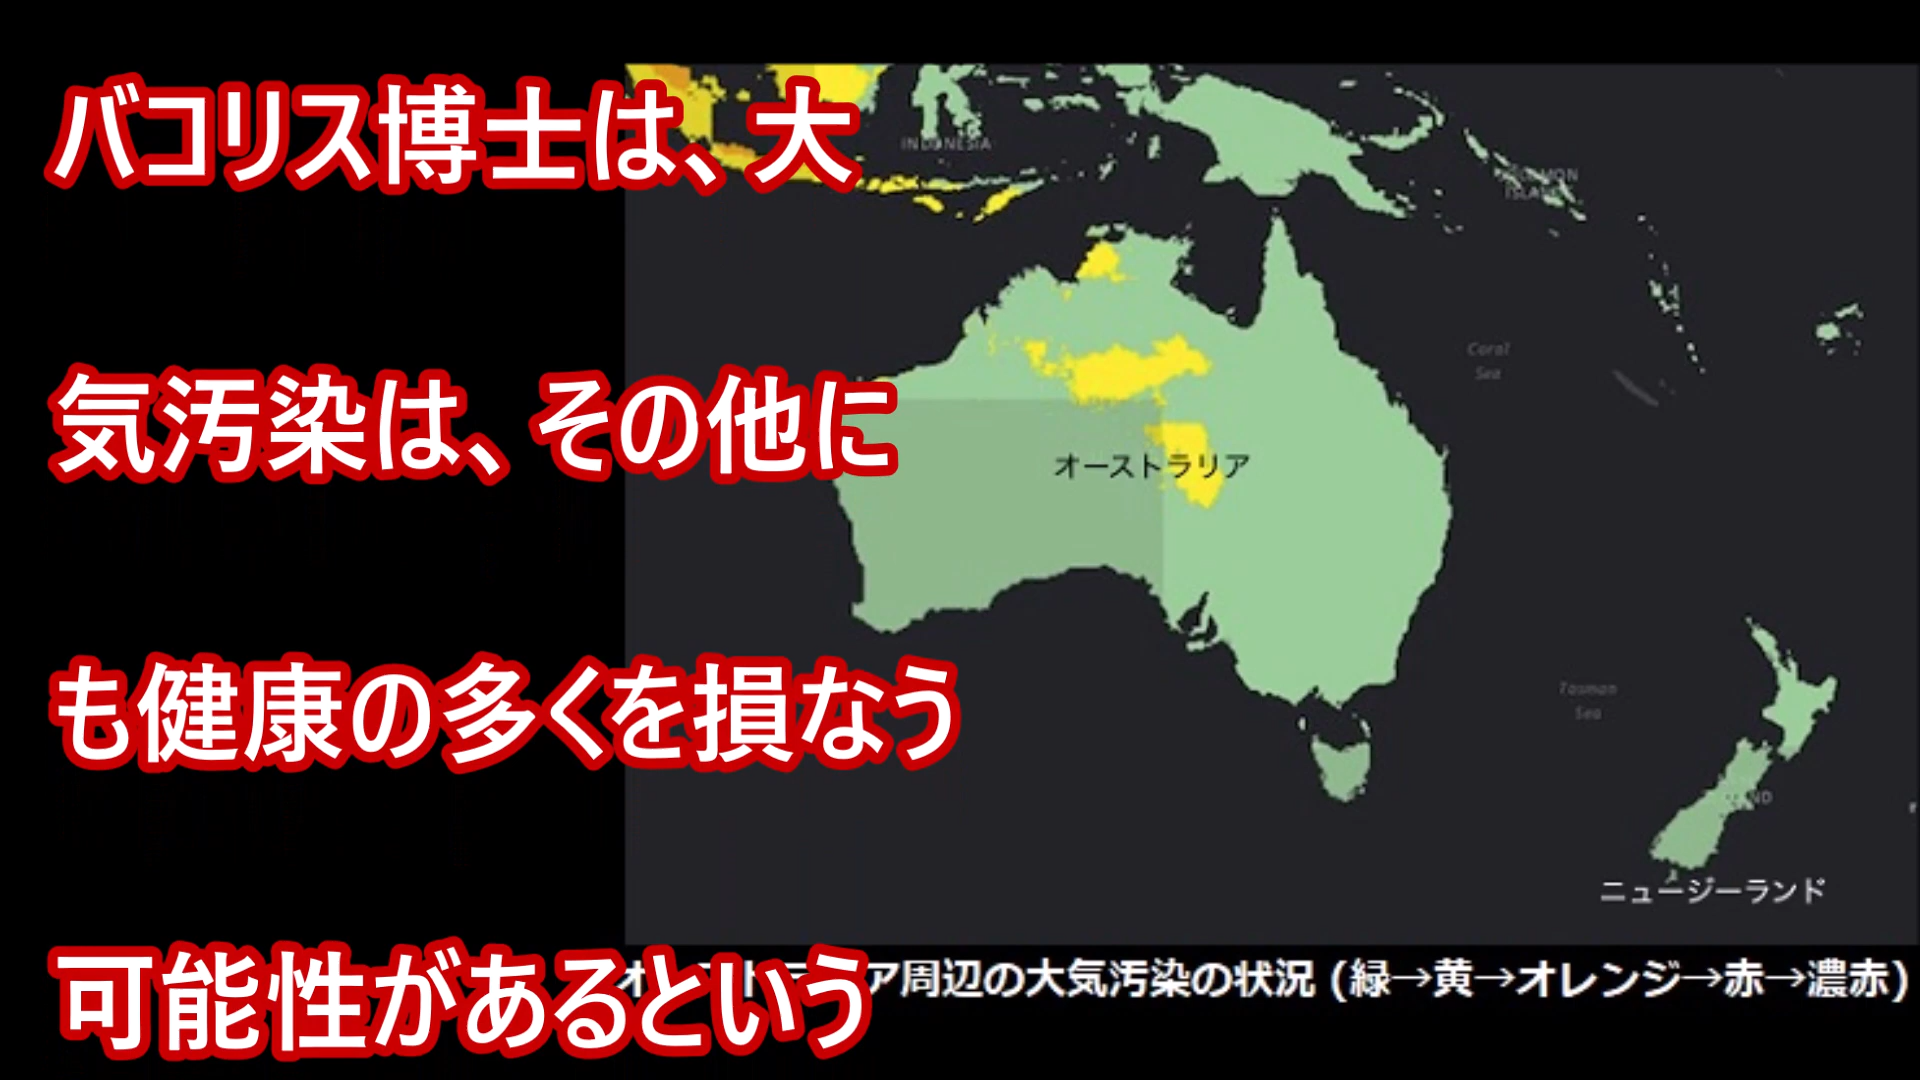 バコリス博士は、大
気汚染は、その他に
も健康の多くを損なう
可能性があるという
INDONESIA
Coral
Sea
オーストラリア
Tasman
Sea
ニュージーランド
ア周辺の大気汚染の状況 (緑→黄→オレンジ→赤→濃赤)